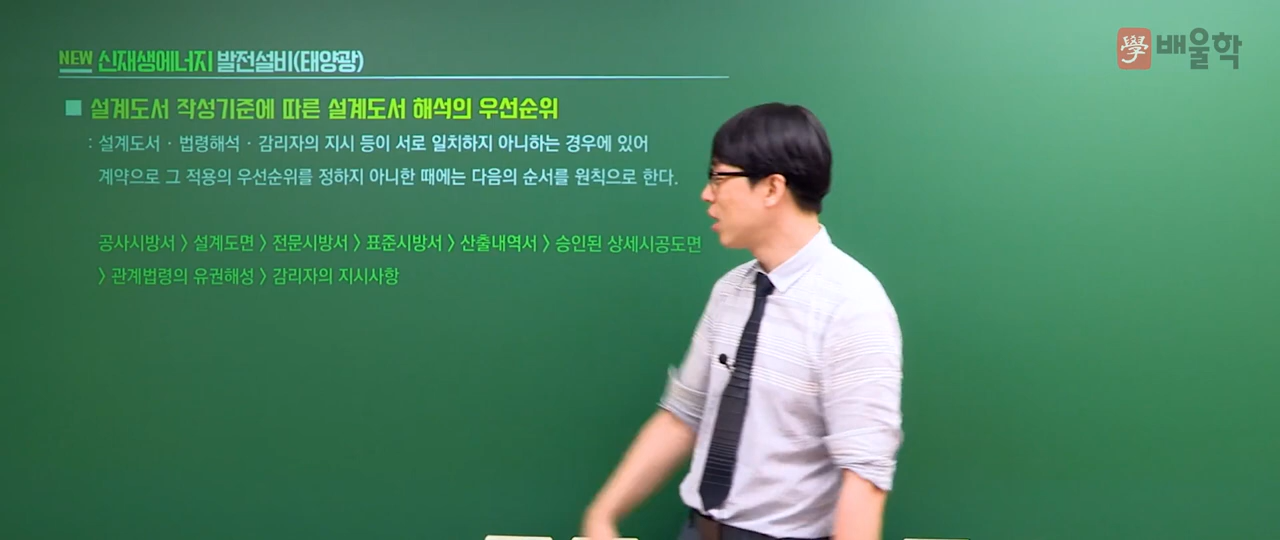 學 배울학
NEW 신재생에너지 발전설비(태양광)
설계도서 작성기준에 따른 설계도서 해석의 우선순위
: 설계도서 · 법령해석 · 감리자의 지시 등이 서로 일치하지 아니하는 경우에 있어
계약으로 그 적용의 우선순위를 정하지 아니한 때에는 다음의 순서를 원칙으로 한다.
공사시방서 > 설계도면 > 전문시방서 > 표준시방서 > 산출내역서 > 승인된 상세시공도면
> 관계법령의 유권해성 > 감리자의 지시사항